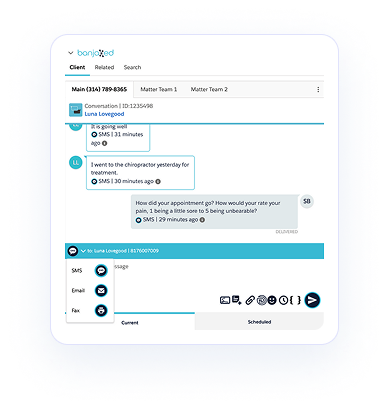 bonjoxed
Client Related Search
Main (314) 789-8365 Matter Team 1 Matter Team 2
Conversation | ID:1235498
Luna Lovegood
LL
It is going well
SMS | 31 minutes
ago
LL
I went to the chiropractor yesterday for
treatment.
SMS | 30 minutes ago
SB
How did your appointment go? How would your rate your
pain, 1 being a little sore to 5 being unbearable?
SMS | 29 minutes ago
DELIVERED
to: Luna Lovegood | 8176007009
SMS
essage
Email
Fax
Current Scheduled